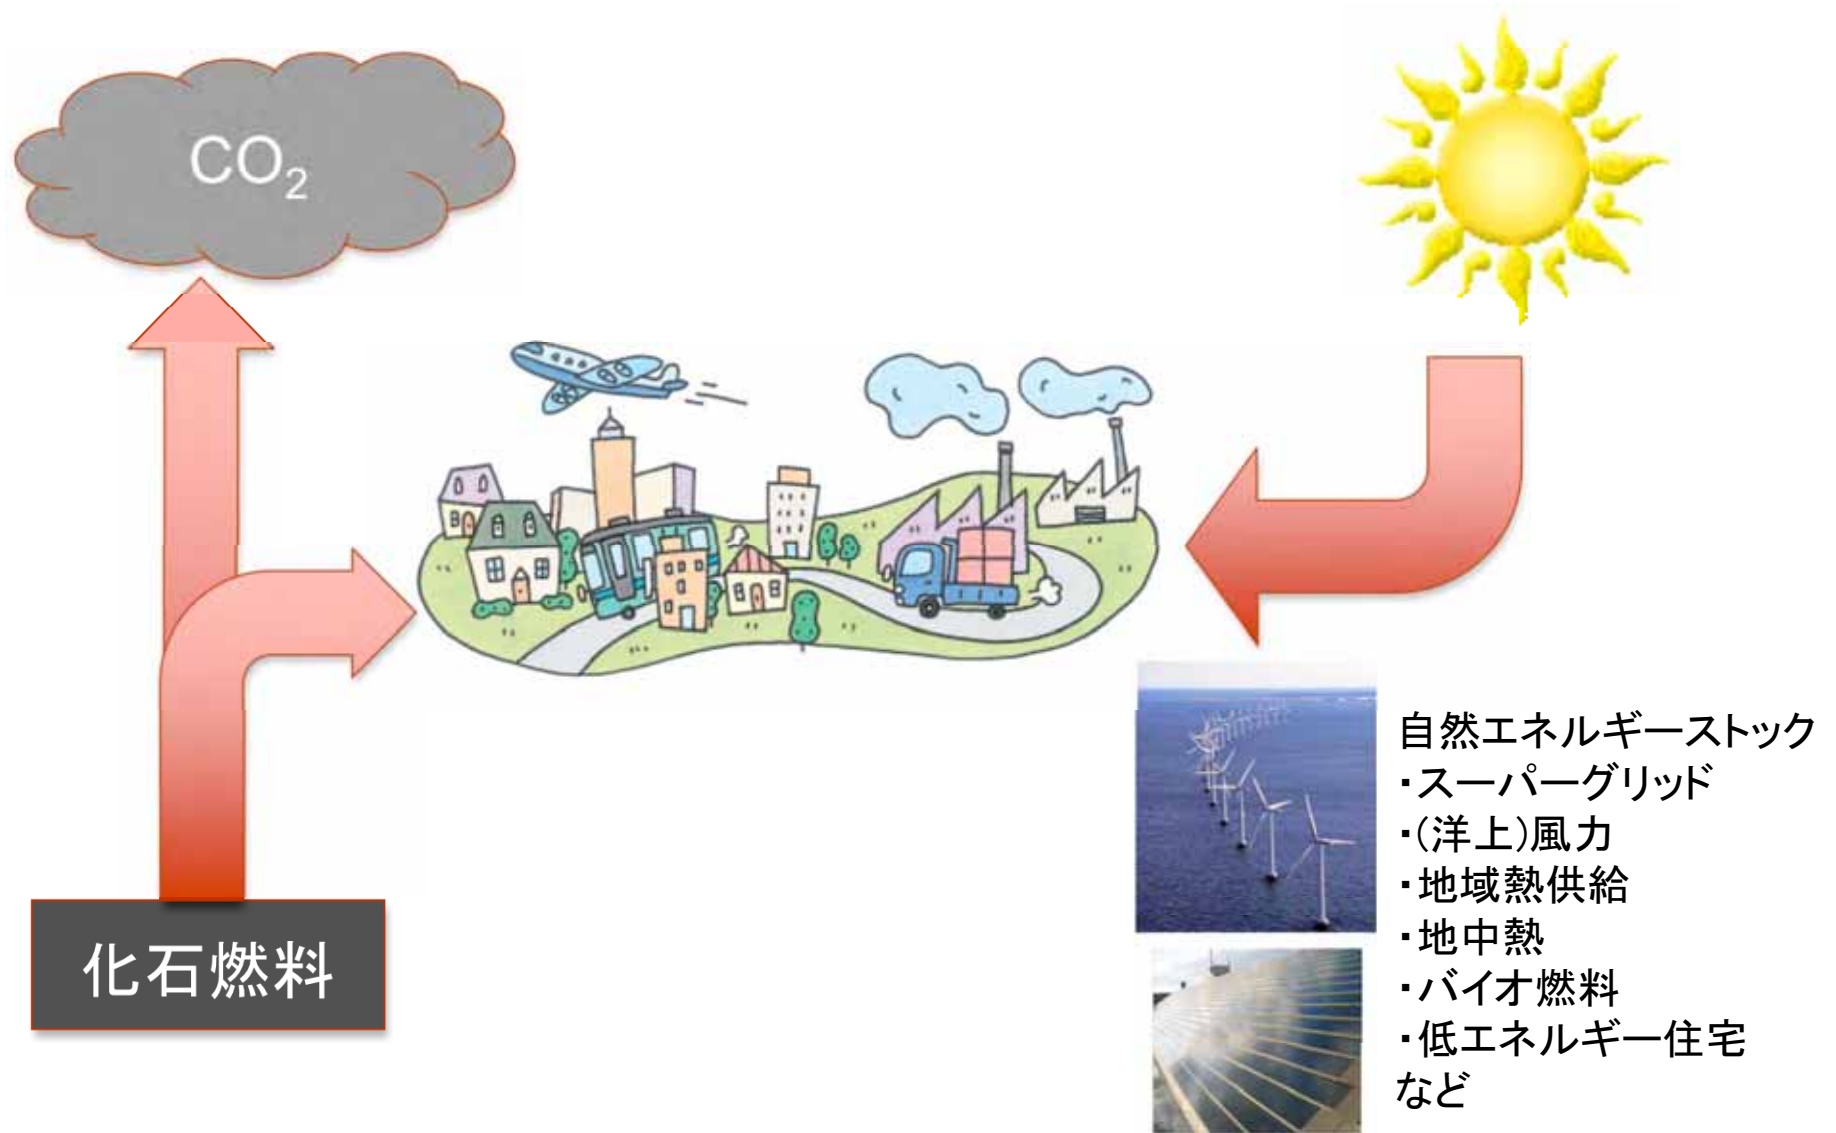 CO₂
化石燃料
自然エネルギーストック
・スーパーグリッド
・(洋上)風力
・地域熱供給
・地中熱
・バイオ燃料
・低エネルギー住宅
など